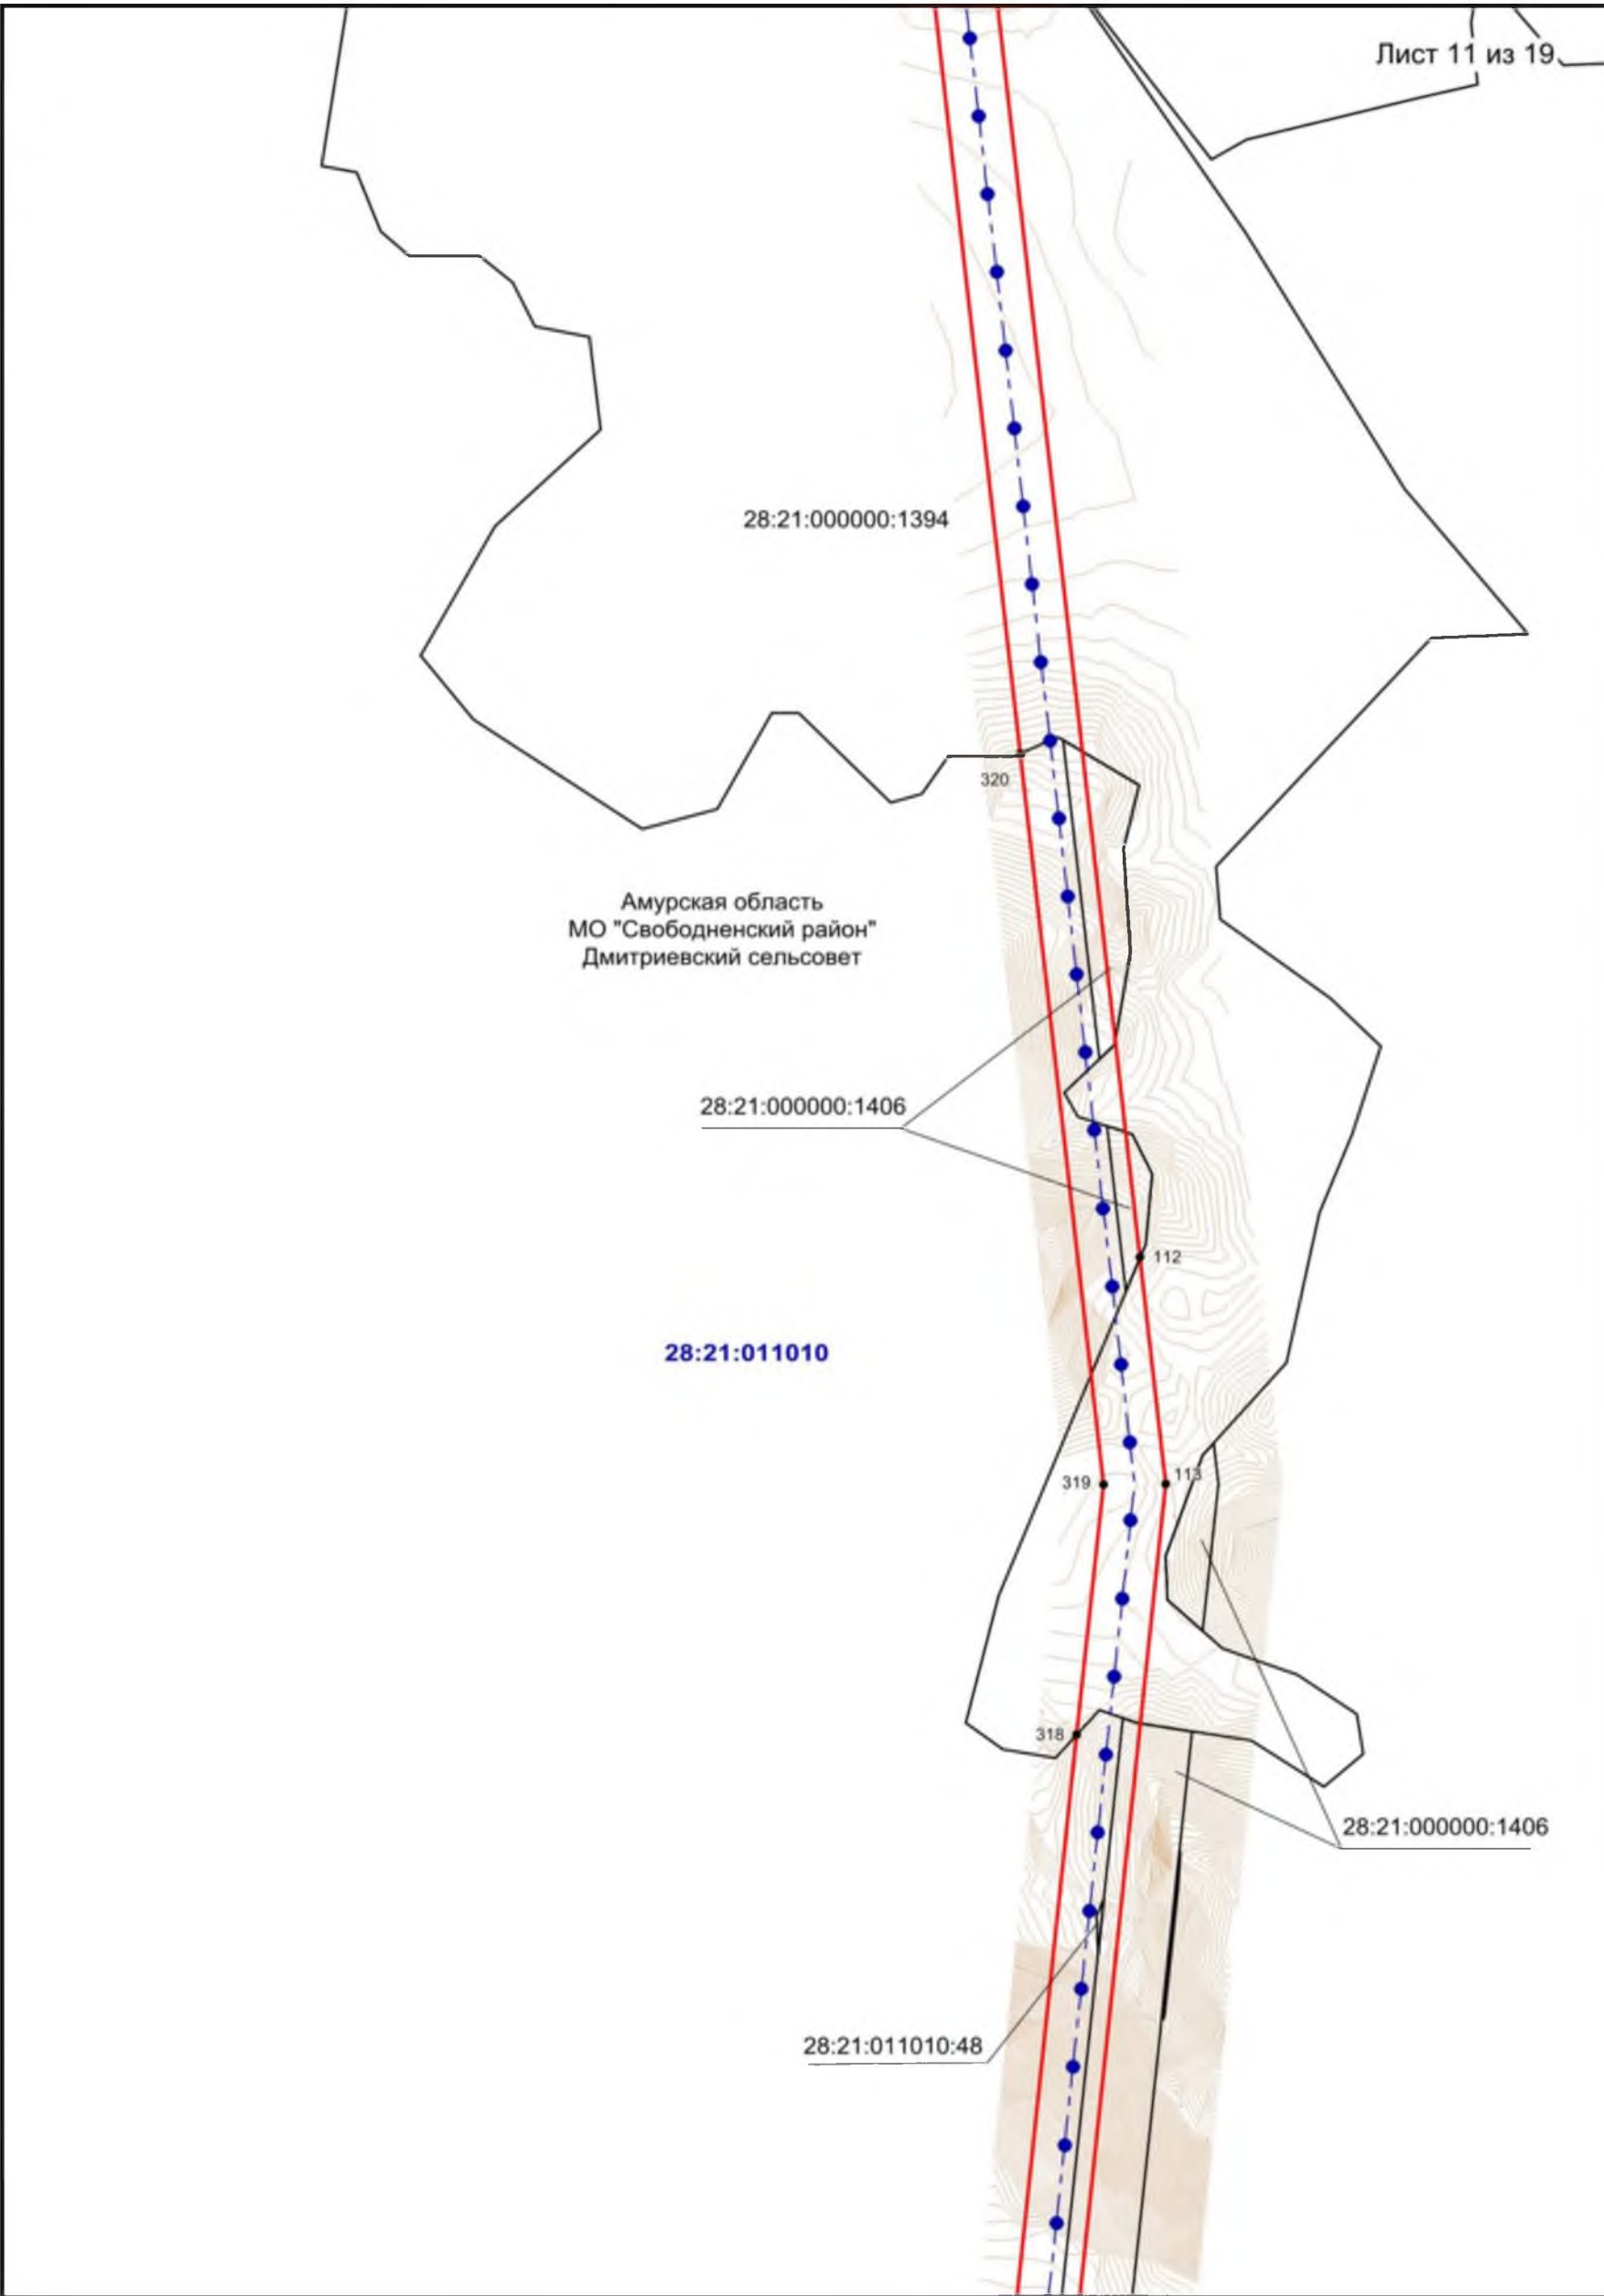 Лист 11 из 19
28:21:000000:1394
320
Амурская область
МО "Свободненский район"
Дмитриевский сельсовет
28:21:000000:1406
112
28:21:011010
319
113
318
28:21:000000:1406
28:21:011010:48